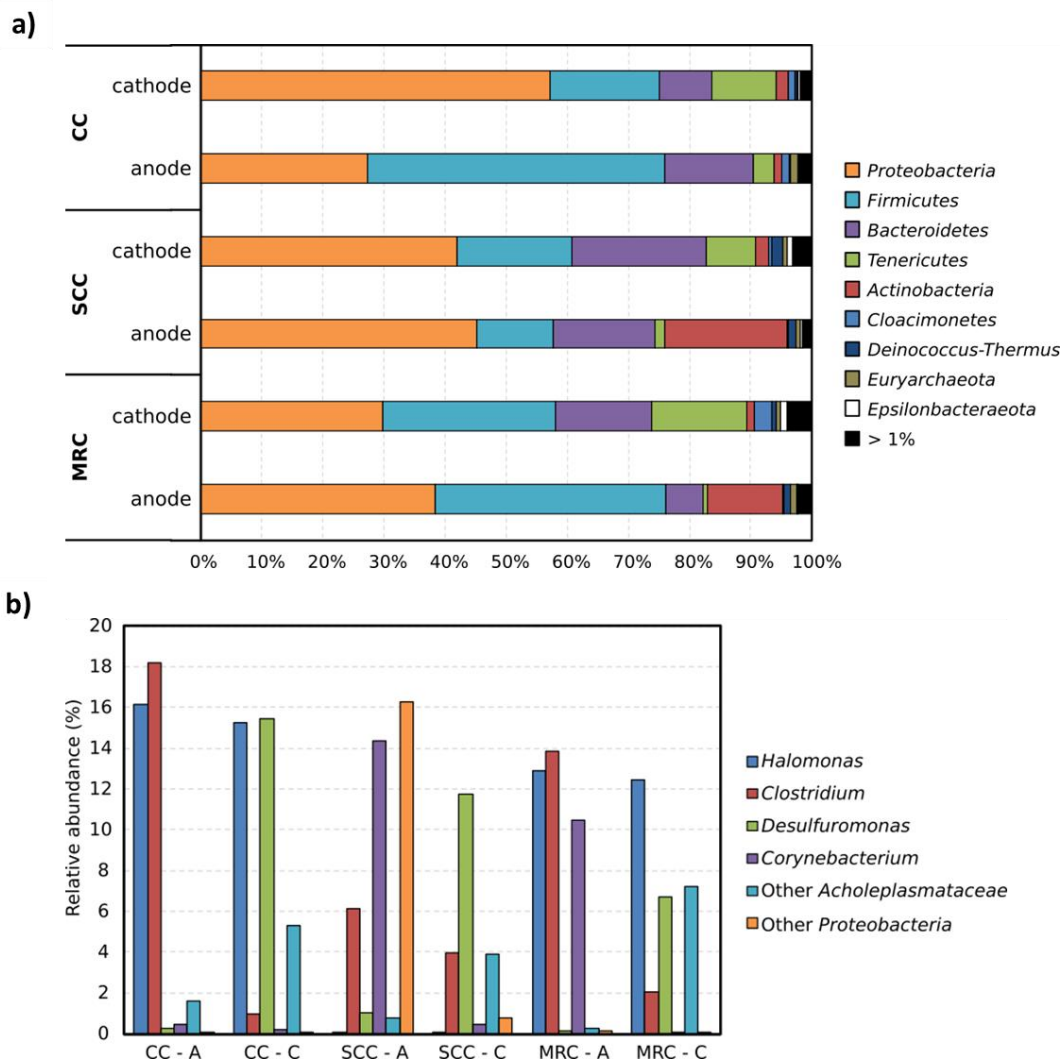 a)
CC
cathode
anode
SCC
cathode
anode
MRC
cathode
anode
0% 10% 20% 30% 40% 50% 60% 70% 80% 90% 100%
Proteobacteria
Firmicutes
Bacteroidetes
Tenericutes
Actinobacteria
Cloacimonetes
Deinococcus-Thermus
Euryarchaeota
Epsilonbacteraeota
> 1%
b)
Relative abundance (%)
20
18
16
14
12
10
8
6
4
2
0
CC - A CC - C SCC - A SCC - C MRC - A MRC - C
Halomonas
Clostridium
Desulfuromonas
Corynebacterium
Other Acholeplasmataceae
Other Proteobacteria